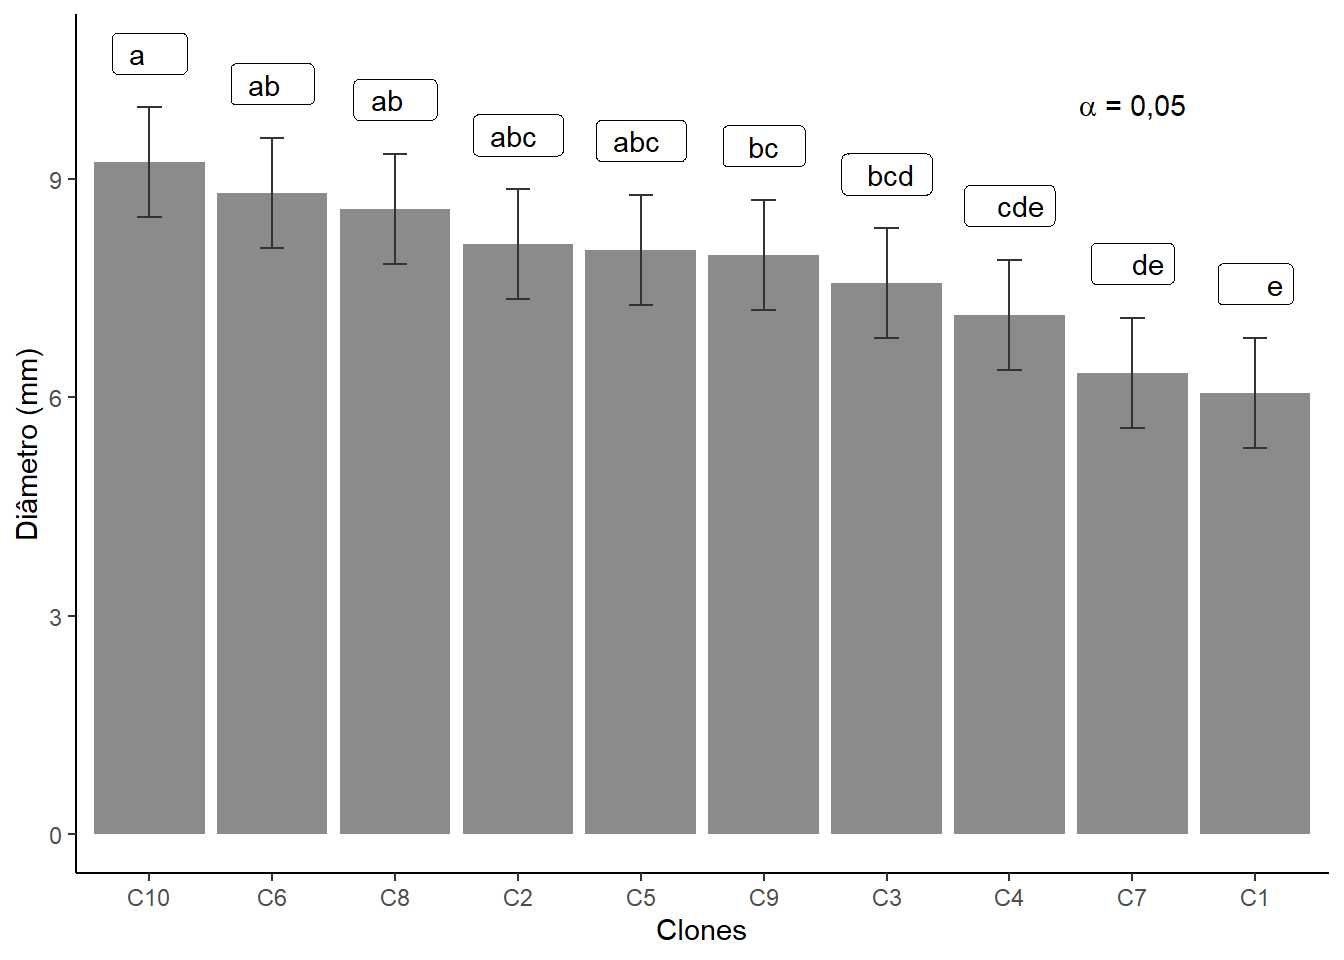 a
ab
ab
abc
abc
bc
bcd
cde
de
e
α = 0,05
9
6
3
0
Diâmetro (mm)
C10 C6 C8 C2 C5 C9 C3 C4 C7 C1
Clones